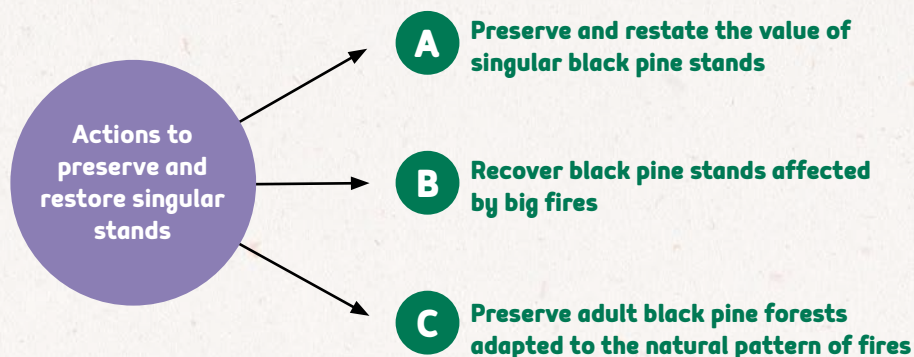 Actions to
preserve and
restore singular
stands
A
Preserve and restate the value of
singular black pine stands
B
Recover black pine stands affected
by big fires
C
Preserve adult black pine forests
adapted to the natural pattern of fires